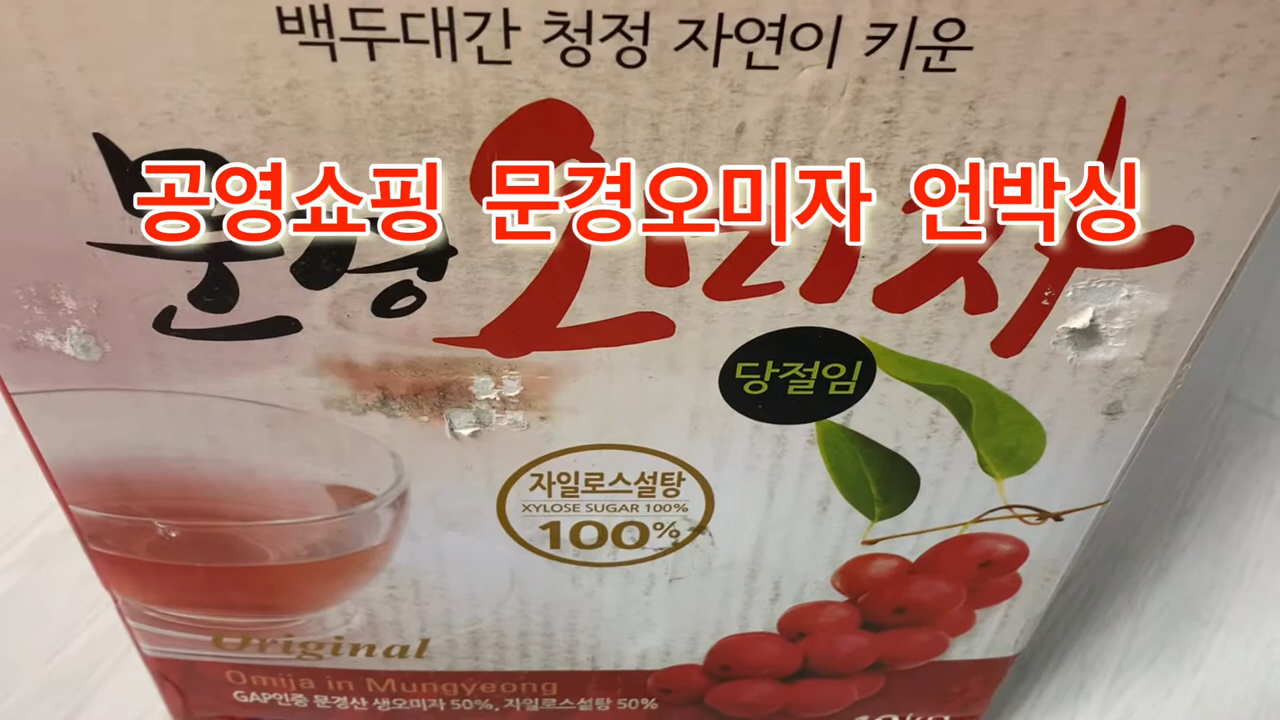 백두대간 청정 자연이 키운
공영쇼핑 문경오미자 언박싱
문경 오미자
당절임
자일로스설탕
XYLOSE SUGAR 100%
100%
Original
Omija in Mungyeong
GAP인증 문경산 생오미자 50%, 자일로스설탕 50%